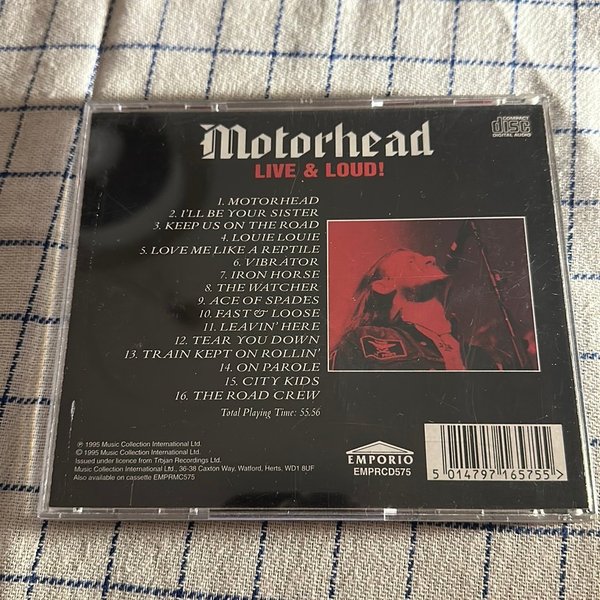 COMPACT
disc
DIGITAL AUDIO
Motorhead
LIVE & LOUD!
1. MOTORHEAD
2. I'LL BE YOUR SISTER
3. KEEP US ON THE ROAD
4. LOUIE LOUIE
5. LOVE ME LIKE A REPTILE
6. VIBRATOR
7. IRON HORSE
8. THE WATCHER
9. ACE OF SPADES
10. FAST & LOOSE
11. LEAVIN' HERE
12. TEAR YOU DOWN
13. TRAIN KEPT ON ROLLIN'
14. ON PAROLE
15. CITY KIDS
16. THE ROAD CREW
Total Playing Time: 55.56
℗ 1995 Music Collection International Ltd.
© 1995 Music Collection International Ltd.
Issued under licence from Trojan Recordings Ltd.
Music Collection International Ltd., 36-38 Caxton Way, Watford, Herts. WD1 8UF
Also available on cassette EMPRMC575
EMPORIO
EMPRCD575
5 014797 165755 >